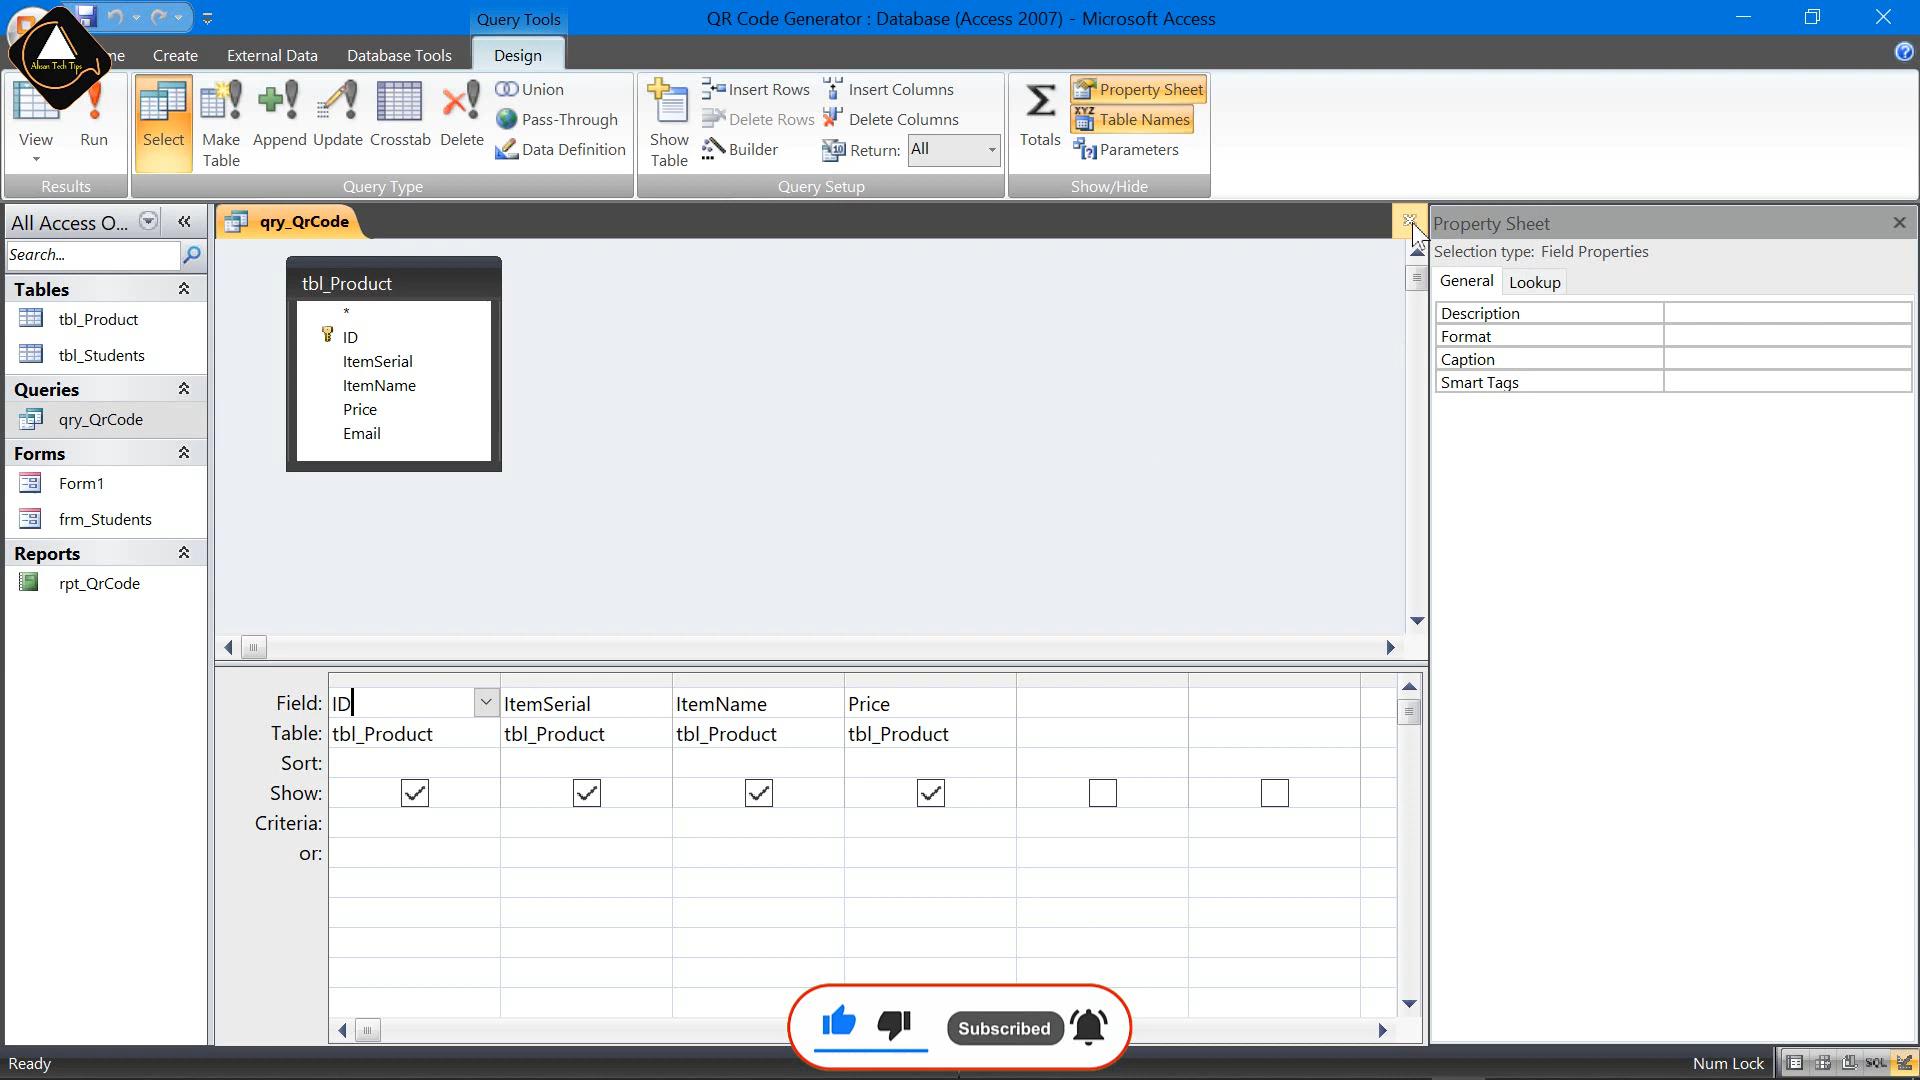 Query Tools
QR Code Generator : Database (Access 2007) - Microsoft Access
Ahsan Tech Tips
me
Create
External Data
Database Tools
Design
View
Run
Select
Make
Table
Append
Update
Crosstab
Delete
Union
Pass-Through
Data Definition
Show
Table
Insert Rows
Delete Rows
Builder
Insert Columns
Delete Columns
Return: All
Totals
Property Sheet
Table Names
Parameters
Results
Query Type
Query Setup
Show/Hide
All Access O...
Search...
Tables
tbl_Product
tbl_Students
Queries
qry_QrCode
Forms
Form1
frm_Students
Reports
rpt_QrCode
qry_QrCode
tbl_Product
*
ID
ItemSerial
ItemName
Price
Email
Property Sheet
Selection type: Field Properties
General
Lookup
Description
Format
Caption
Smart Tags
Field: ID ItemSerial ItemName Price
Table: tbl_Product tbl_Product tbl_Product tbl_Product
Sort:
Show:
Criteria:
or:
Subscribed
Ready
Num Lock
SQL